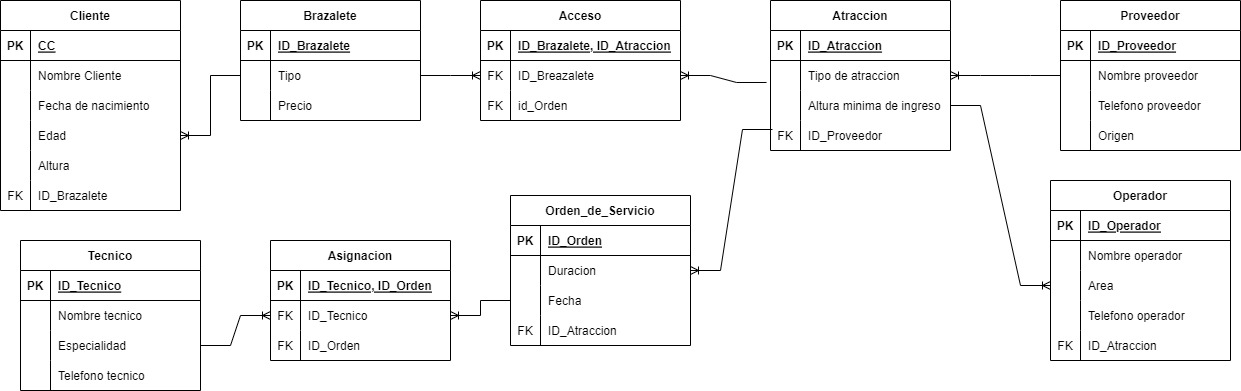 Cliente
PK CC
Nombre Cliente
Fecha de nacimiento
Edad
Altura
FK ID_Brazalete
Brazalete
PK ID_Brazalete
Tipo
Precio
Acceso
PK ID_Brazalete, ID_Atraccion
FK ID_Breazalete
FK id_Orden
Atraccion
PK ID_Atraccion
Tipo de atraccion
Altura minima de ingreso
FK ID_Proveedor
Proveedor
PK ID_Proveedor
Nombre proveedor
Telefono proveedor
Origen
Tecnico
PK ID_Tecnico
Nombre tecnico
Especialidad
Telefono tecnico
Asignacion
PK ID_Tecnico, ID_Orden
FK ID_Tecnico
FK ID_Orden
Orden_de_Servicio
PK ID_Orden
Duracion
Fecha
FK ID_Atraccion
Operador
PK ID_Operador
Nombre operador
Area
Telefono operador
FK ID_Atraccion